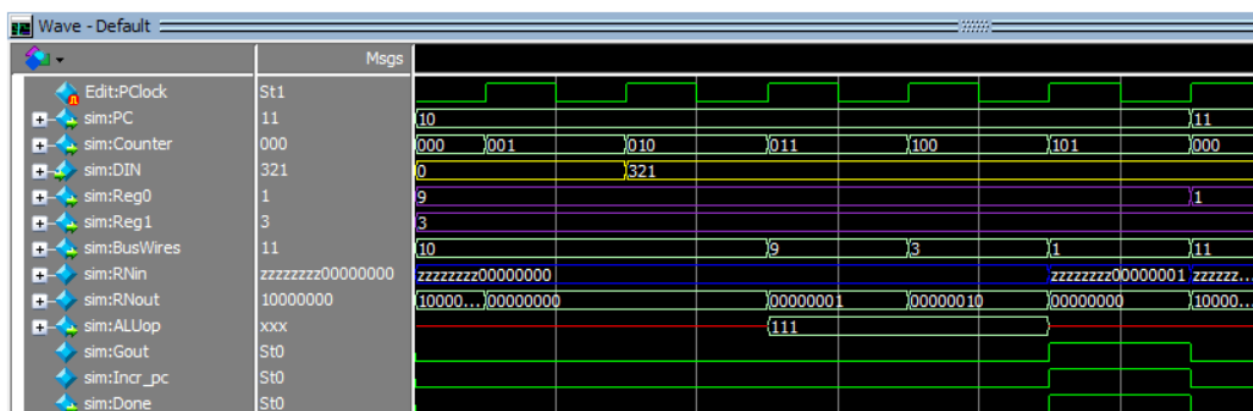 Wave - Default
Msgs
Edit:PClock St1
sim:PC 11 10 11
sim:Counter 000 000 001 010 011 100 101 000
sim:DIN 321 0 321
sim:Reg0 1 9 1
sim:Reg1 3 3
sim:BusWires 11 10 9 3 1 11
sim:RNin zzzzzzzz00000000 zzzzzzzz00000000 zzzzzzzz00000001 zzzzzz...
sim:RNout 10000000 10000... 00000000 00000001 00000010 00000000 10000...
sim:ALUop xxx 111
sim:Gout St0
sim:Incr_pc St0
sim:Done St0